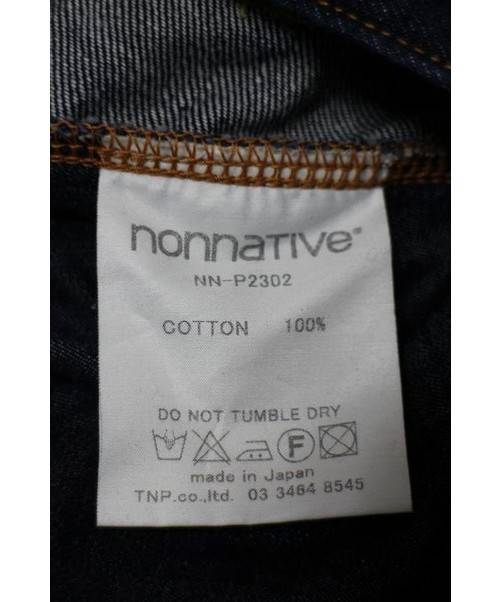 nonnative®
NN-P2302
COTTON 100%
DO NOT TUMBLE DRY
F
made in Japan
TNP.co.,ltd. 03 3464 8545